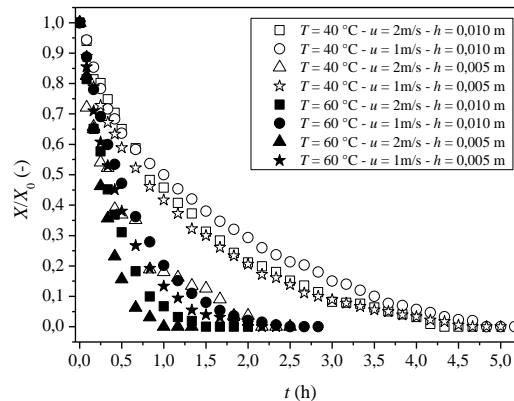 T = 40 °C - u = 2m/s - h = 0,010 m
T = 40 °C - u = 1m/s - h = 0,010 m
T = 40 °C - u = 2m/s - h = 0,005 m
T = 40 °C - u = 1m/s - h = 0,005 m
T = 60 °C - u = 2m/s - h = 0,010 m
T = 60 °C - u = 1m/s - h = 0,010 m
T = 60 °C - u = 2m/s - h = 0,005 m
T = 60 °C - u = 1m/s - h = 0,005 m
X/X0 (-)
1,0
0,9
0,8
0,7
0,6
0,5
0,4
0,3
0,2
0,1
0,0
0,0 0,5 1,0 1,5 2,0 2,5 3,0 3,5 4,0 4,5 5,0
t (h)